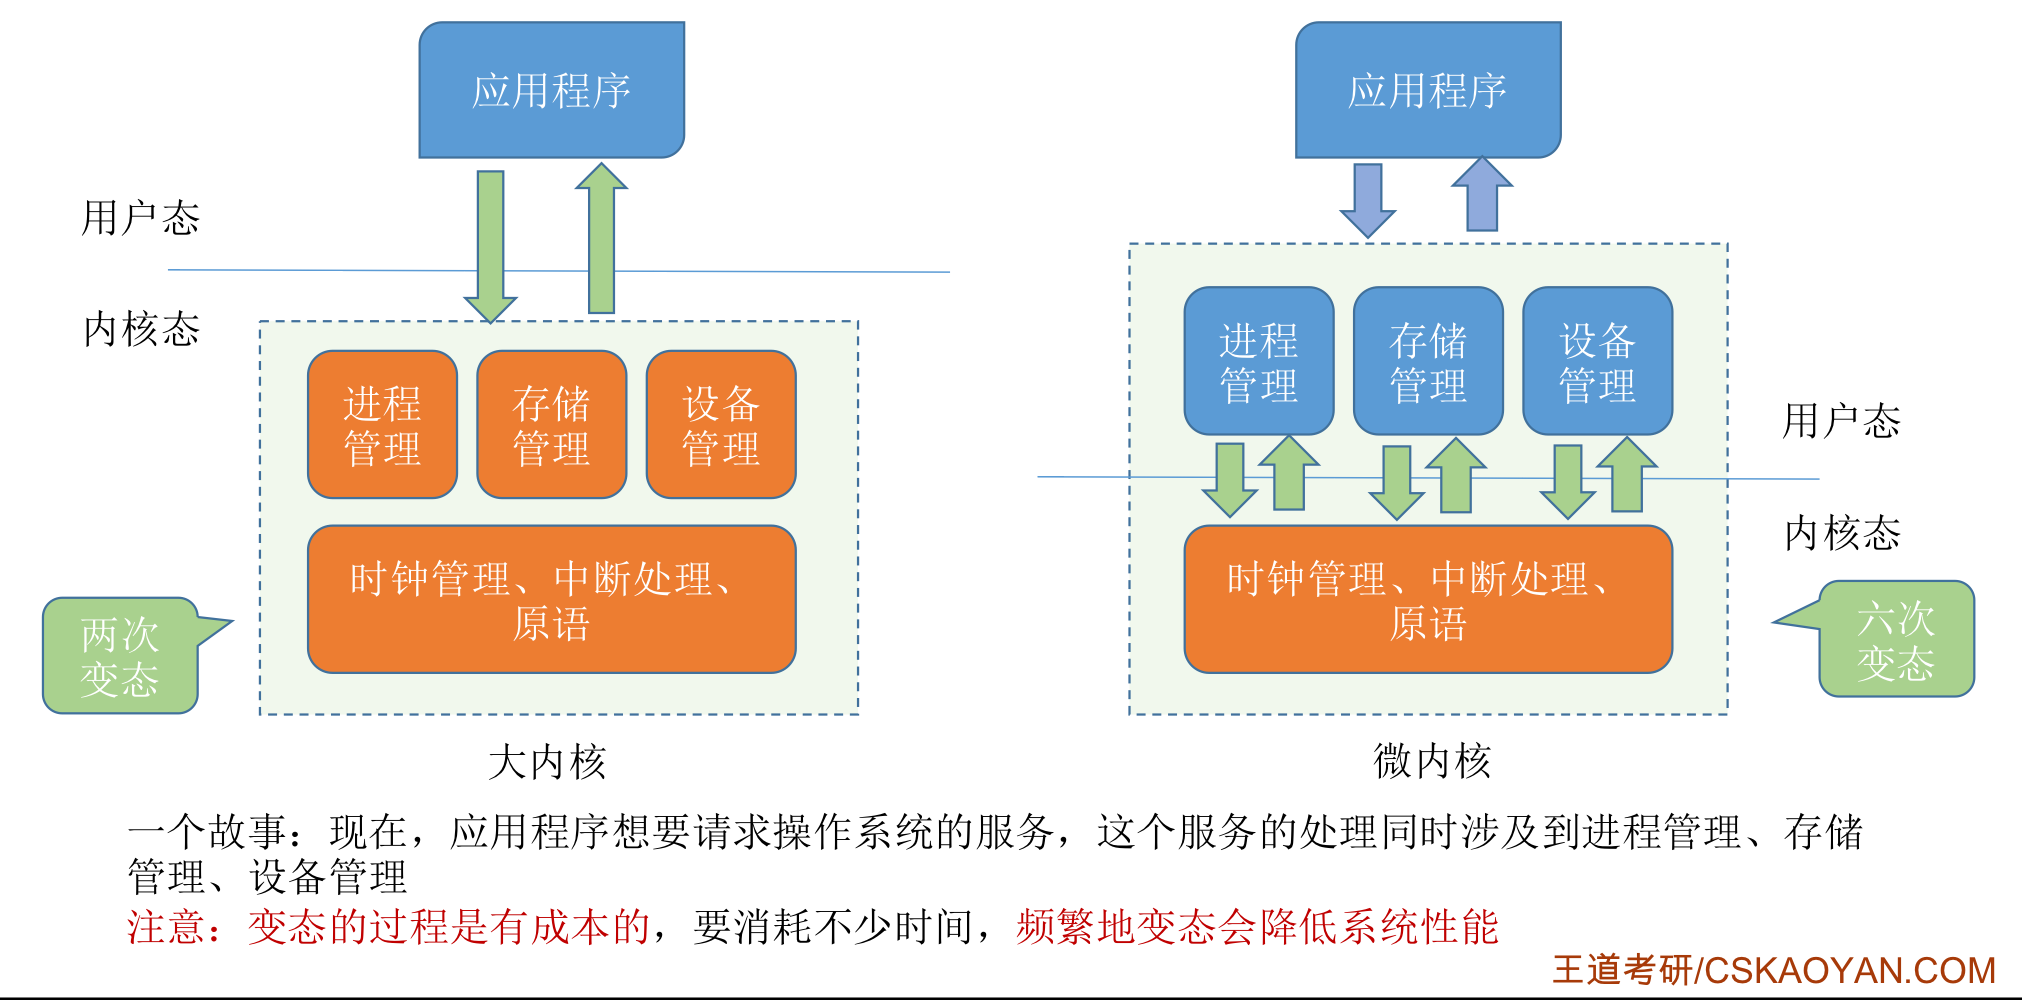 应用程序
用户态
内核态
进程
管理
存储
管理
设备
管理
时钟管理、中断处理、
原语
两次
变态
大内核
应用程序
进程
管理
存储
管理
设备
管理
用户态
内核态
时钟管理、中断处理、
原语
六次
变态
微内核
一个故事：现在，应用程序想要请求操作系统的服务，这个服务的处理同时涉及到进程管理、存储
管理、设备管理
注意：变态的过程是有成本的，要消耗不少时间，频繁地变态会降低系统性能
王道考研/CSKAOYAN.COM